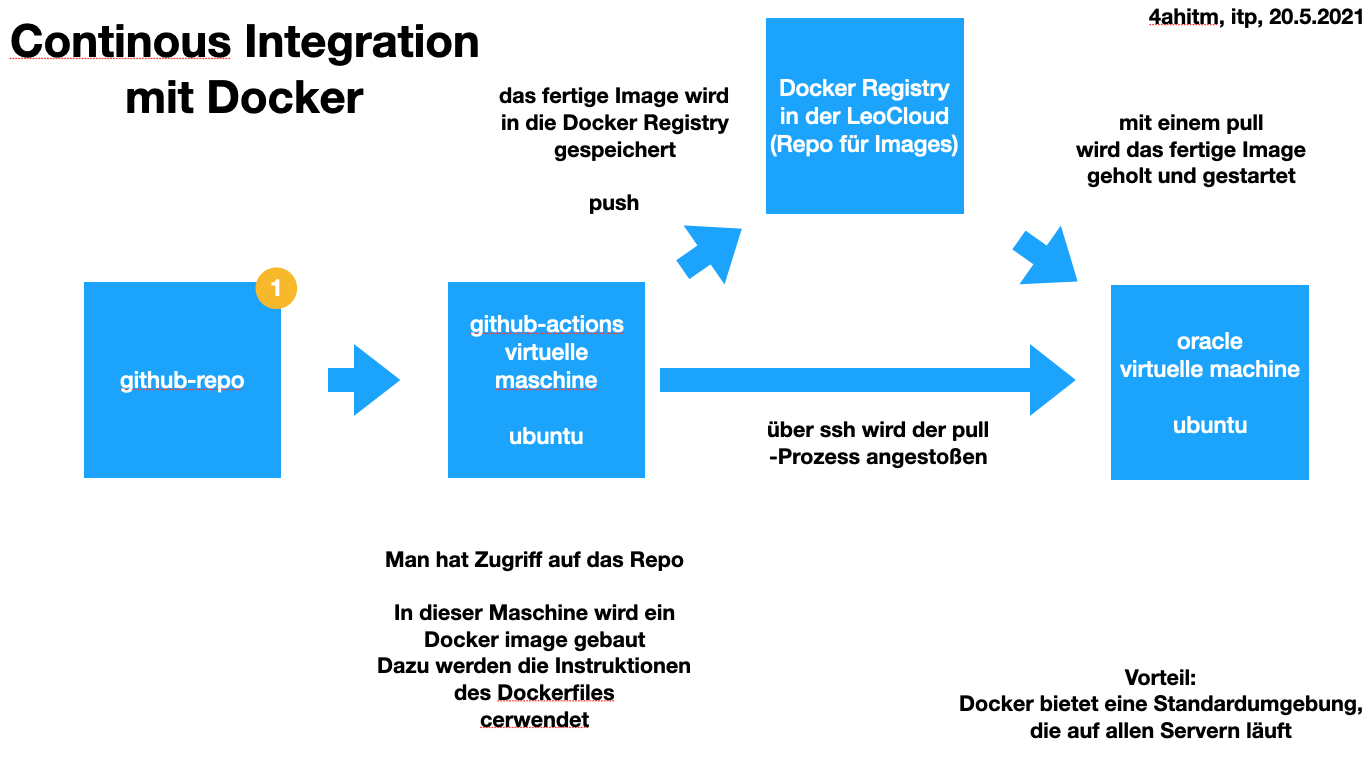 Continous Integration
mit Docker
4ahitm, itp, 20.5.2021
das fertige Image wird
in die Docker Registry
gespeichert
push
Docker Registry
in der LeoCloud
(Repo für Images)
mit einem pull
wird das fertige Image
geholt und gestartet
1
github-repo
github-actions
virtuelle
maschine
ubuntu
oracle
virtuelle machine
ubuntu
über ssh wird der pull
-Prozess angestoßen
Man hat Zugriff auf das Repo
In dieser Maschine wird ein
Docker image gebaut
Dazu werden die Instruktionen
des Dockerfiles
cerwendet
Vorteil:
Docker bietet eine Standardumgebung,
die auf allen Servern läuft